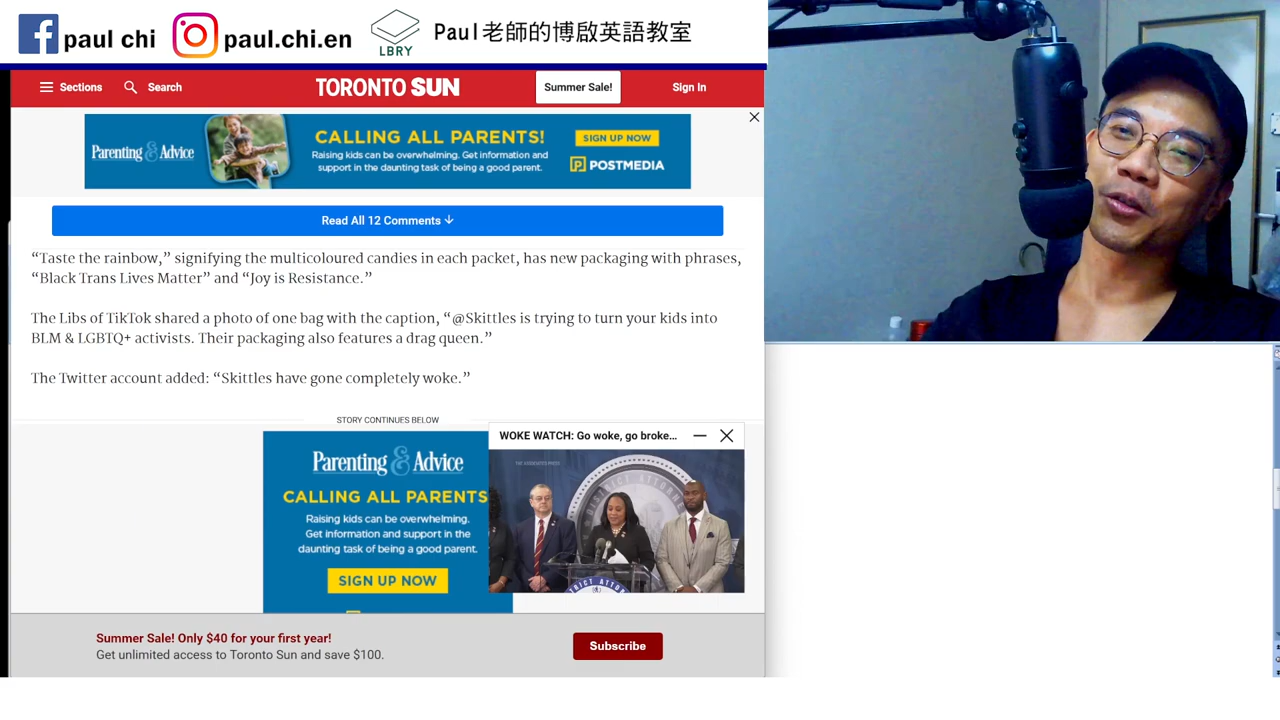 paul chi
paul.chi.en
LBRY
Paul老師的博啟英語教室
Sections
Search
TORONTO SUN
Summer Sale!
Sign In
Parenting & Advice
CALLING ALL PARENTS!
Raising kids can be overwhelming. Get information and
support in the daunting task of being a good parent.
SIGN UP NOW
POSTMEDIA
Read All 12 Comments
“Taste the rainbow,” signifying the multicoloured candies in each packet, has new packaging with phrases,
“Black Trans Lives Matter” and “Joy is Resistance.”
The Libs of TikTok shared a photo of one bag with the caption, “@Skittles is trying to turn your kids into
BLM & LGBTQ+ activists. Their packaging also features a drag queen.”
The Twitter account added: “Skittles have gone completely woke.”
STORY CONTINUES BELOW
Parenting & Advice
CALLING ALL PARENTS
Raising kids can be overwhelming.
Get information and support in the
daunting task of being a good parent.
SIGN UP NOW
WOKE WATCH: Go woke, go broke...
THE ASSOCIATED PRESS
DISTRICT ATTORNEY
Summer Sale! Only $40 for your first year!
Get unlimited access to Toronto Sun and save $100.
Subscribe